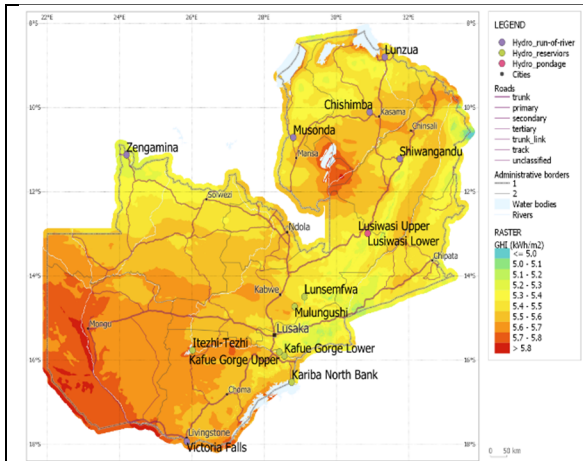 22°S 24°S 26°S 28°S 30°S 32°S
8°S 8°S
Lunzua
10°S 10°S
Chishimba
Kasama
Musonda
Chinsali
Zengamina
Mansa
Shiwangandu
12°S 12°S
Solwezi
Ndola
Lusiwasi Upper
Lusiwasi Lower
Chipata
14°S 14°S
Kabwe
Lunsemfwa
Mulungushi
Mongu
Lusaka
Itezhi-Tezhi
Kafue Gorge Lower
16°S 16°S
Kafue Gorge Upper
Kariba North Bank
Choma
Livingstone
18°S 18°S
Victoria Falls
LEGEND
Hydro_run-of-river
Hydro_reserviors
Hydro_pondage
Cities
Roads
trunk
primary
secondary
tertiary
trunk_link
track
unclassified
Administrative borders
1
2
Water bodies
Rivers
RASTER
GHI (kWh/m2)
<= 5,0
5,0 - 5,1
5,1 - 5,2
5,2 - 5,3
5,3 - 5,4
5,4 - 5,5
5,5 - 5,6
5,6 - 5,7
5,7 - 5,8
> 5,8
0 50 km